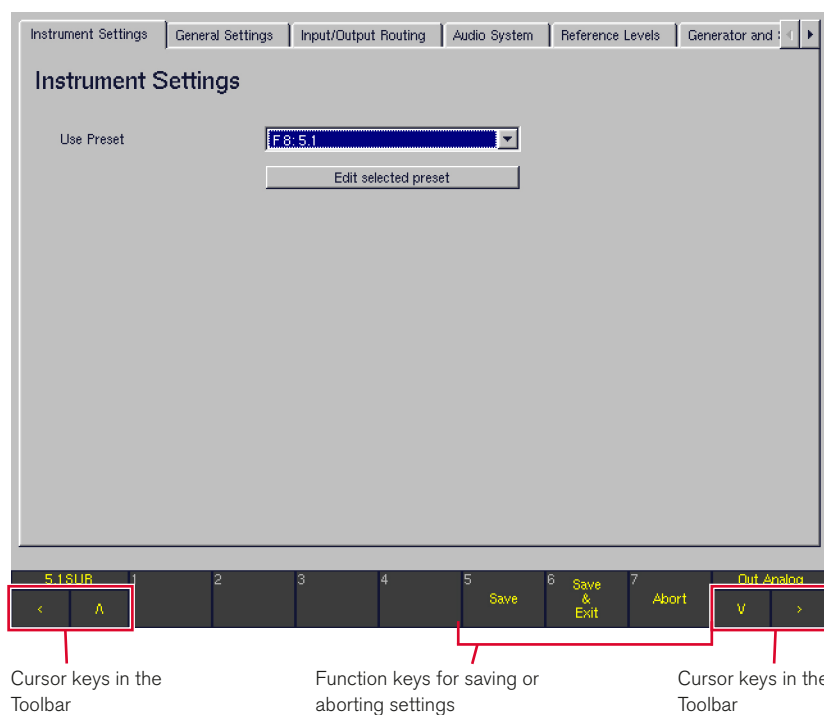 Instrument Settings General Settings Input/Output Routing Audio System Reference Levels Generator and
Instrument Settings
Use Preset F 8: 5.1
Edit selected preset
5.1SUB 1 2 3 4 5 6 7 Out Analog
< Λ Save Save & Exit Abort V >
Cursor keys in the Function keys for saving or Cursor keys in the
Toolbar aborting settings Toolbar